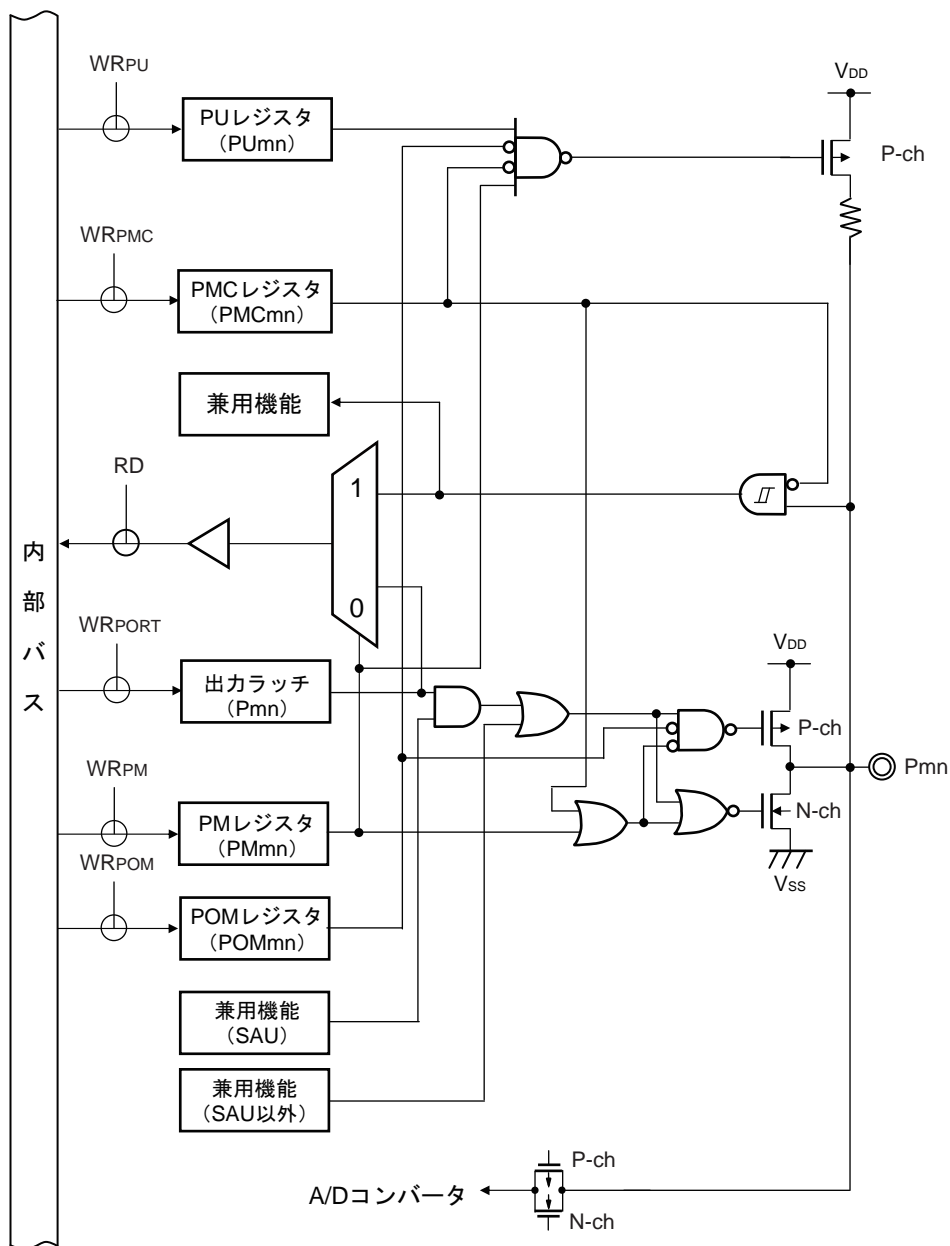 WRPU
PUレジスタ
（PUmn）
VDD
P-ch
WRPMC
PMCレジスタ
（PMCmn）
兼用機能
RD
1
0
内部バス
WRPORT
出力ラッチ
（Pmn）
VDD
P-ch
Pmn
N-ch
VSS
WRPM
PMレジスタ
（PMmn）
WRPOM
POMレジスタ
（POMmn）
兼用機能
（SAU）
兼用機能
（SAU以外）
P-ch
A/Dコンバータ
N-ch